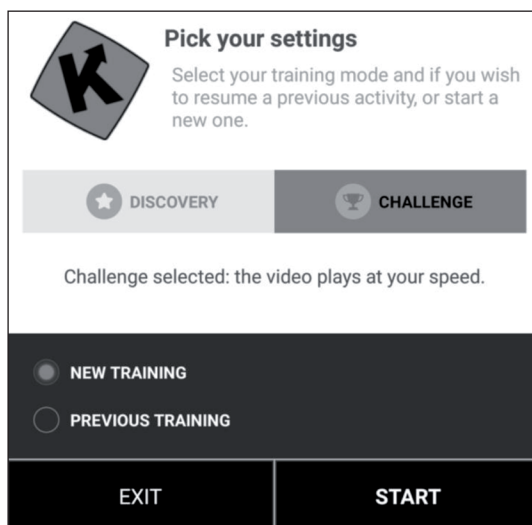 Pick your settings
Select your training mode and if you wish
to resume a previous activity, or start a
new one.
DISCOVERY
CHALLENGE
Challenge selected: the video plays at your speed.
NEW TRAINING
PREVIOUS TRAINING
EXIT
START